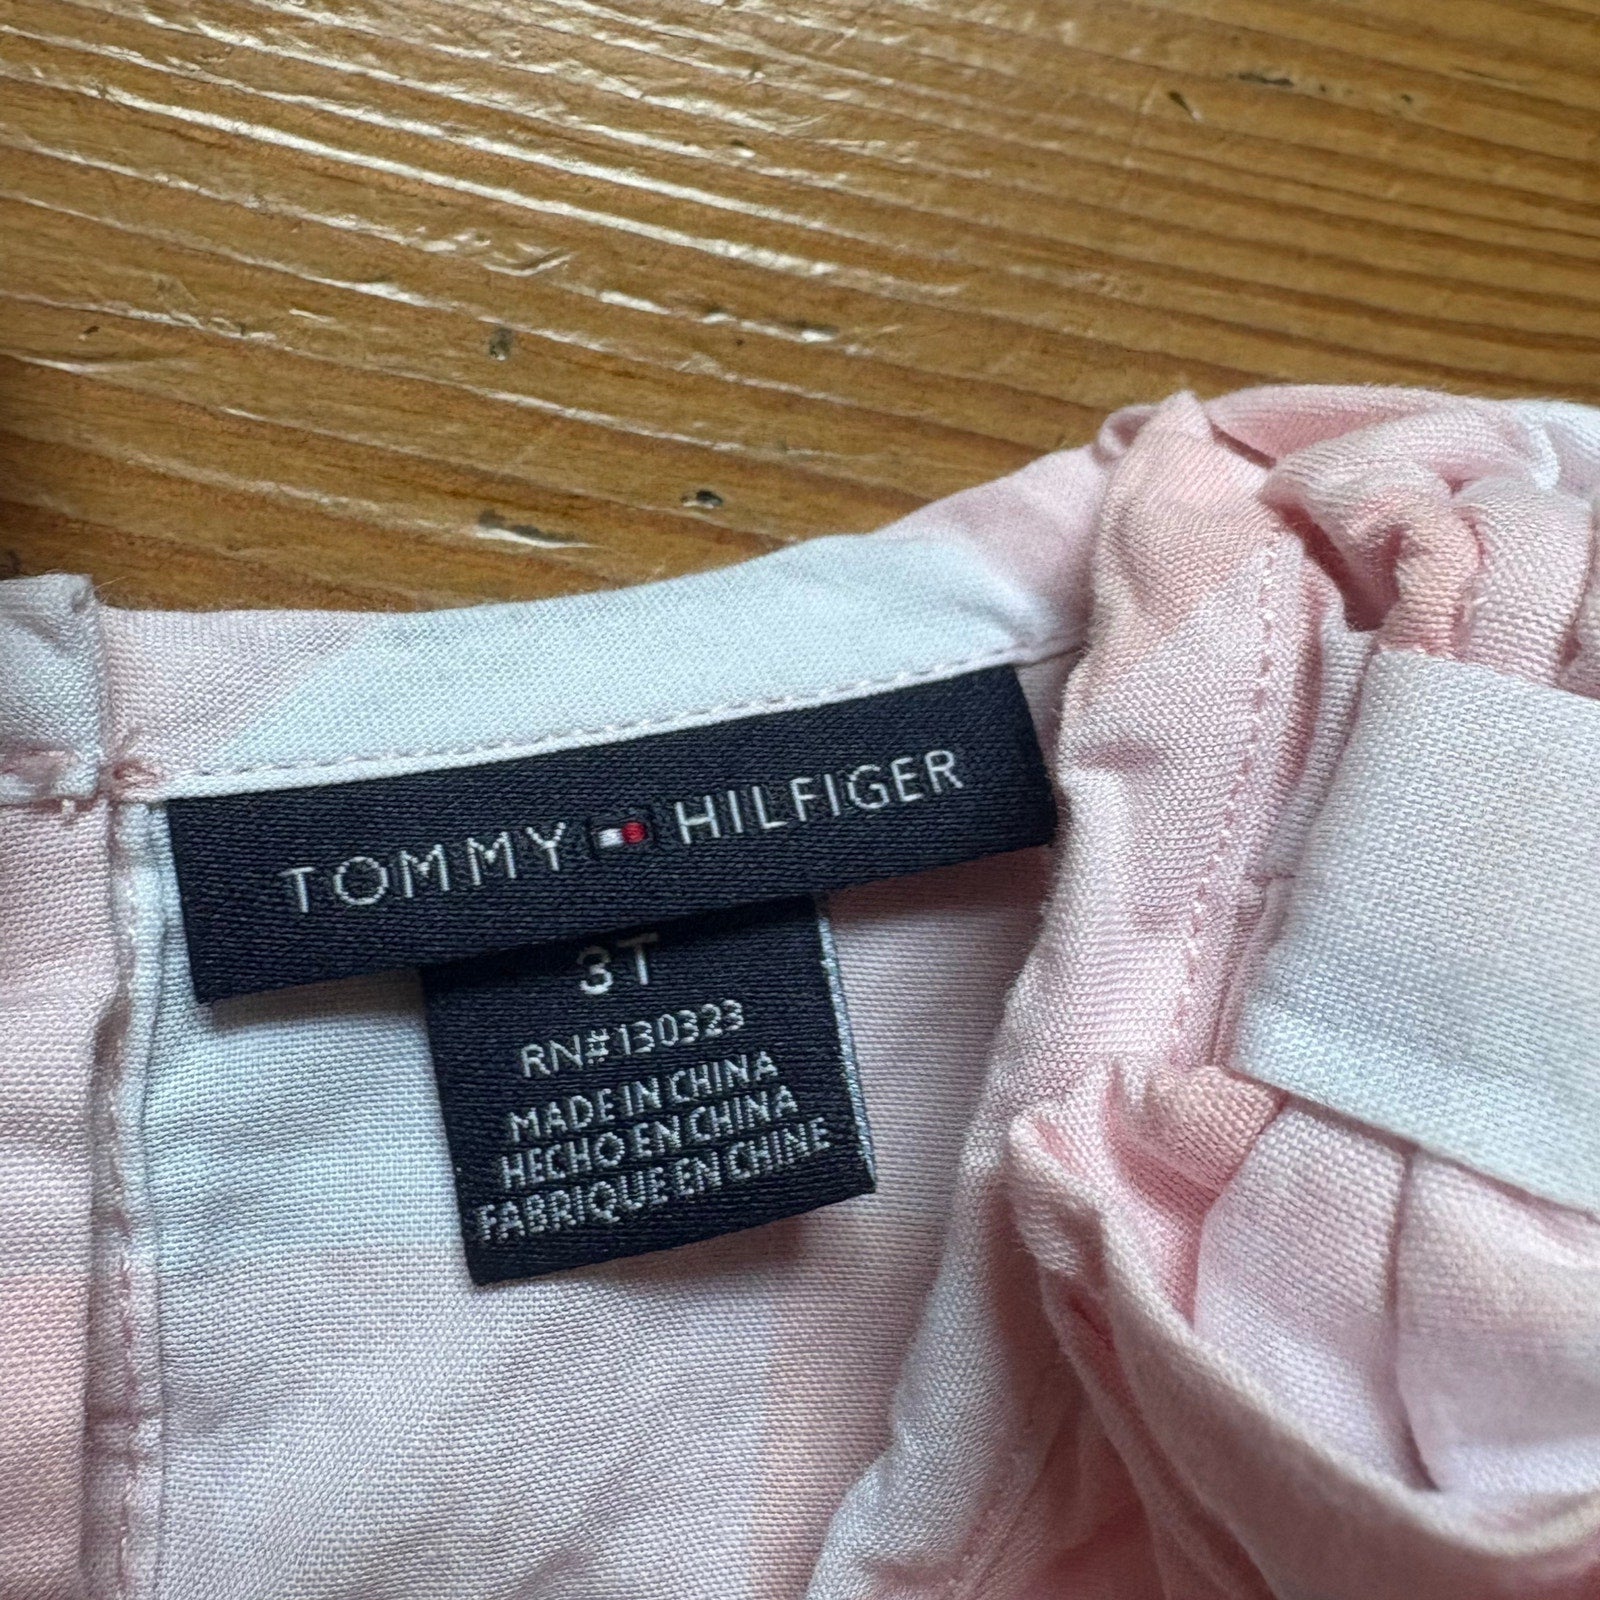 TOMMY HILFIGER
3T
RN#130323
MADE IN CHINA
HECHO EN CHINA
FABRIQUE EN CHINE